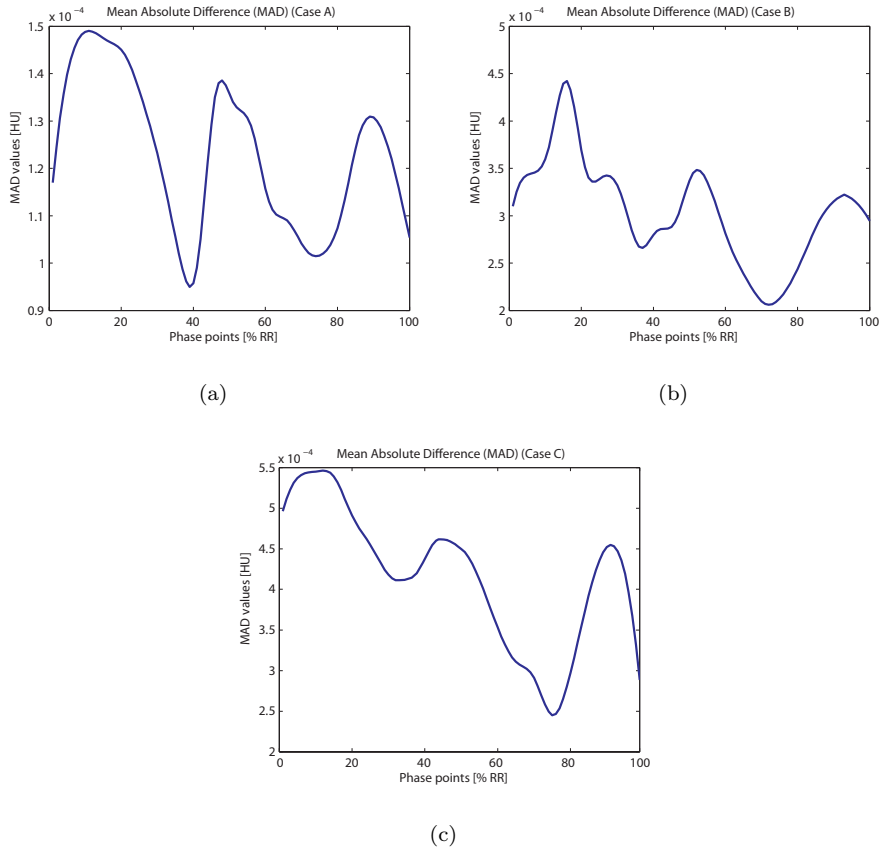 Mean Absolute Difference (MAD) (Case A)
x 10⁻⁴
1.5
1.4
1.3
1.2
1.1
1
0.9
MAD values [HU]
0 20 40 60 80 100
Phase points [% RR]
(a)
Mean Absolute Difference (MAD) (Case B)
x 10⁻⁴
5
4.5
4
3.5
3
2.5
2
MAD values [HU]
0 20 40 60 80 100
Phase points [% RR]
(b)
Mean Absolute Difference (MAD) (Case C)
x 10⁻⁴
5.5
5
4.5
4
3.5
3
2.5
2
MAD values [HU]
0 20 40 60 80 100
Phase points [% RR]
(c)